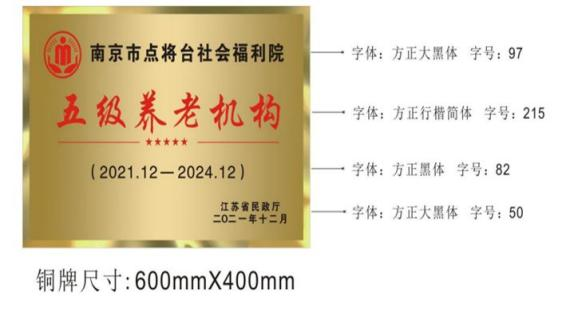 南京市点将台社会福利院
字体：方正大黑体 字号：97
五级养老机构
字体：方正行楷简体 字号：215
（2021.12—2024.12）
字体：方正黑体 字号：82
江苏省民政厅
二〇二一年十二月
字体：方正大黑体 字号：50
铜牌尺寸：600mmX400mm